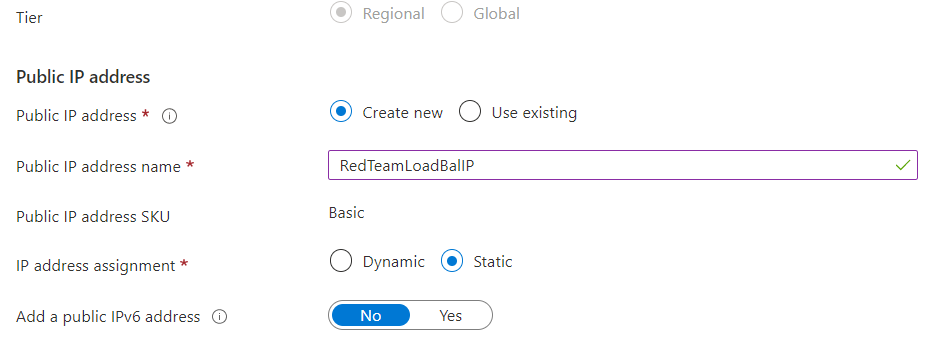 Tier Regional Global
Public IP address
Public IP address * Create new Use existing
Public IP address name * RedTeamLoadBalIP
Public IP address SKU Basic
IP address assignment * Dynamic Static
Add a public IPv6 address No Yes